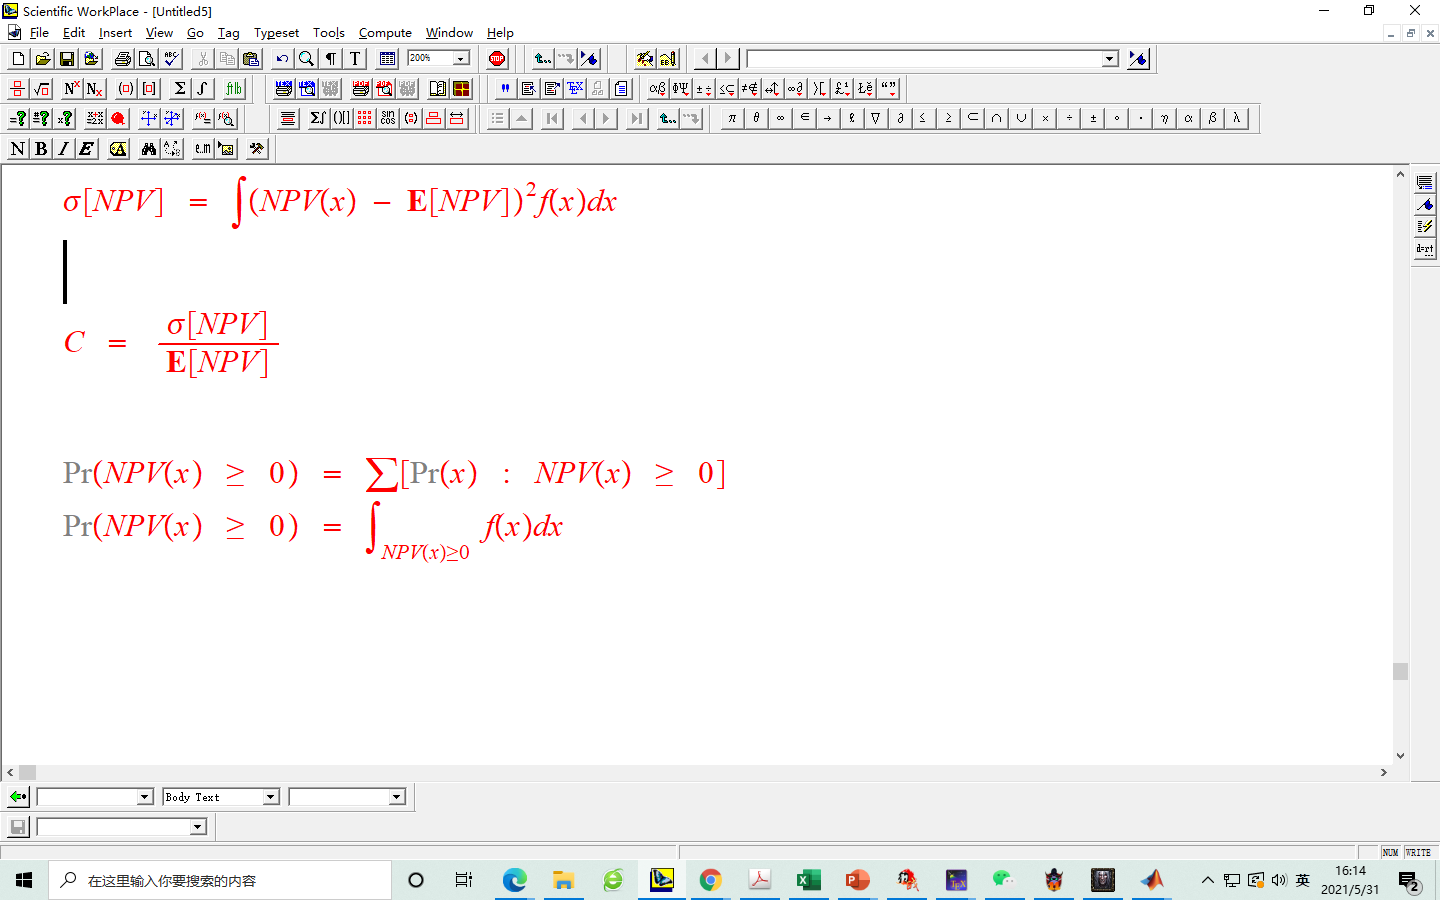 Scientific WorkPlace - [Untitled5]
File Edit Insert View Go Tag Typeset Tools Compute Window Help
200%
STOP
N B I E
σ[NPV] = ∫(NPV(x) − E[NPV])²f(x)dx
C = σ[NPV] / E[NPV]
Pr(NPV(x) ≥ 0) = ∑[Pr(x) : NPV(x) ≥ 0]
Pr(NPV(x) ≥ 0) = ∫_{NPV(x)≥0} f(x)dx
Body Text
NUM WRITE
在这里输入你要搜索的内容
英
16:14
2021/5/31
2